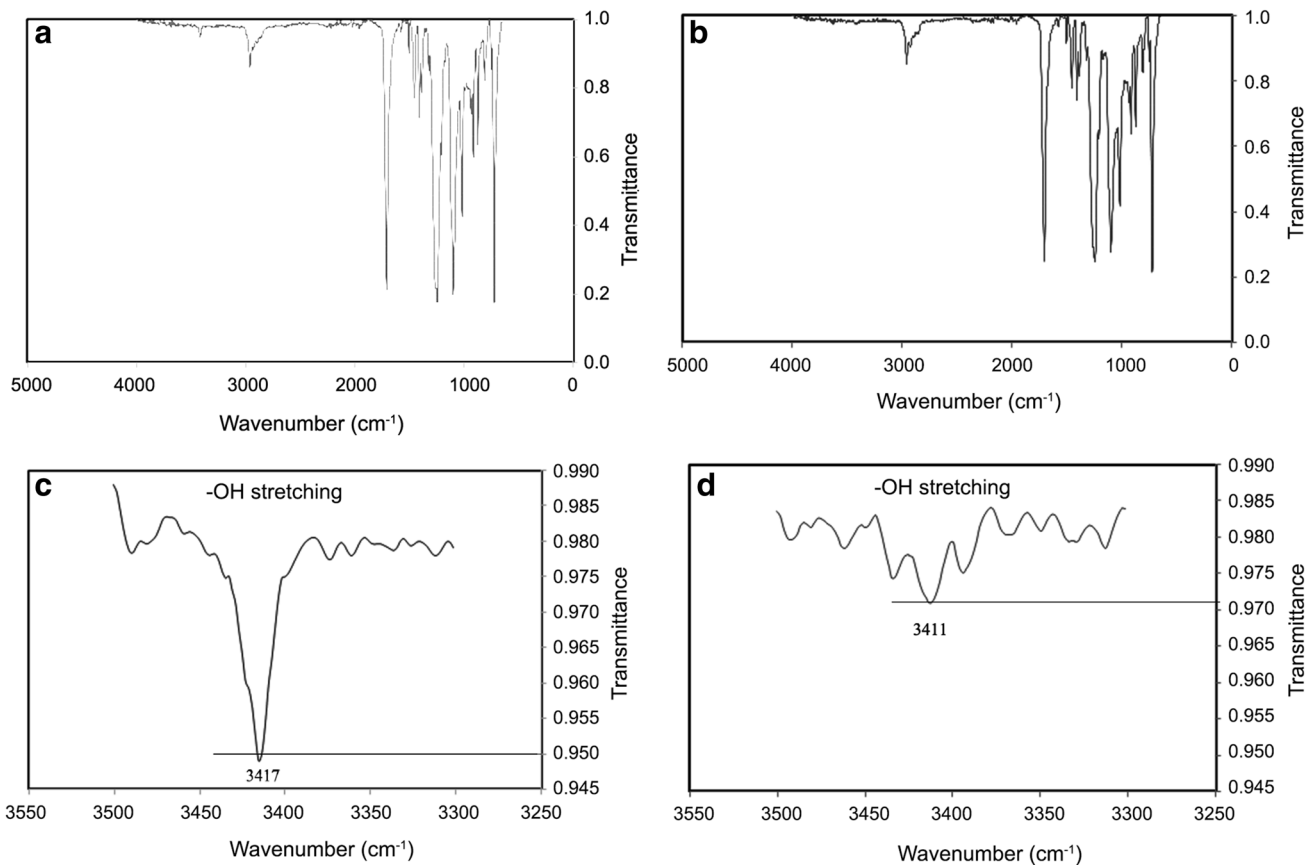 a
1.0
0.8
0.6
0.4
0.2
0.0
Transmittance
5000 4000 3000 2000 1000 0
Wavenumber (cm-1)
b
1.0
0.8
0.6
0.4
0.2
0.0
Transmittance
5000 4000 3000 2000 1000 0
Wavenumber (cm-1)
c
-OH stretching
0.990
0.985
0.980
0.975
0.970
0.965
0.960
0.955
0.950
0.945
Transmittance
3417
3550 3500 3450 3400 3350 3300 3250
Wavenumber (cm-1)
d
-OH stretching
0.990
0.985
0.980
0.975
0.970
0.965
0.960
0.955
0.950
0.945
Transmittance
3411
3550 3500 3450 3400 3350 3300 3250
Wavenumber (cm-1)